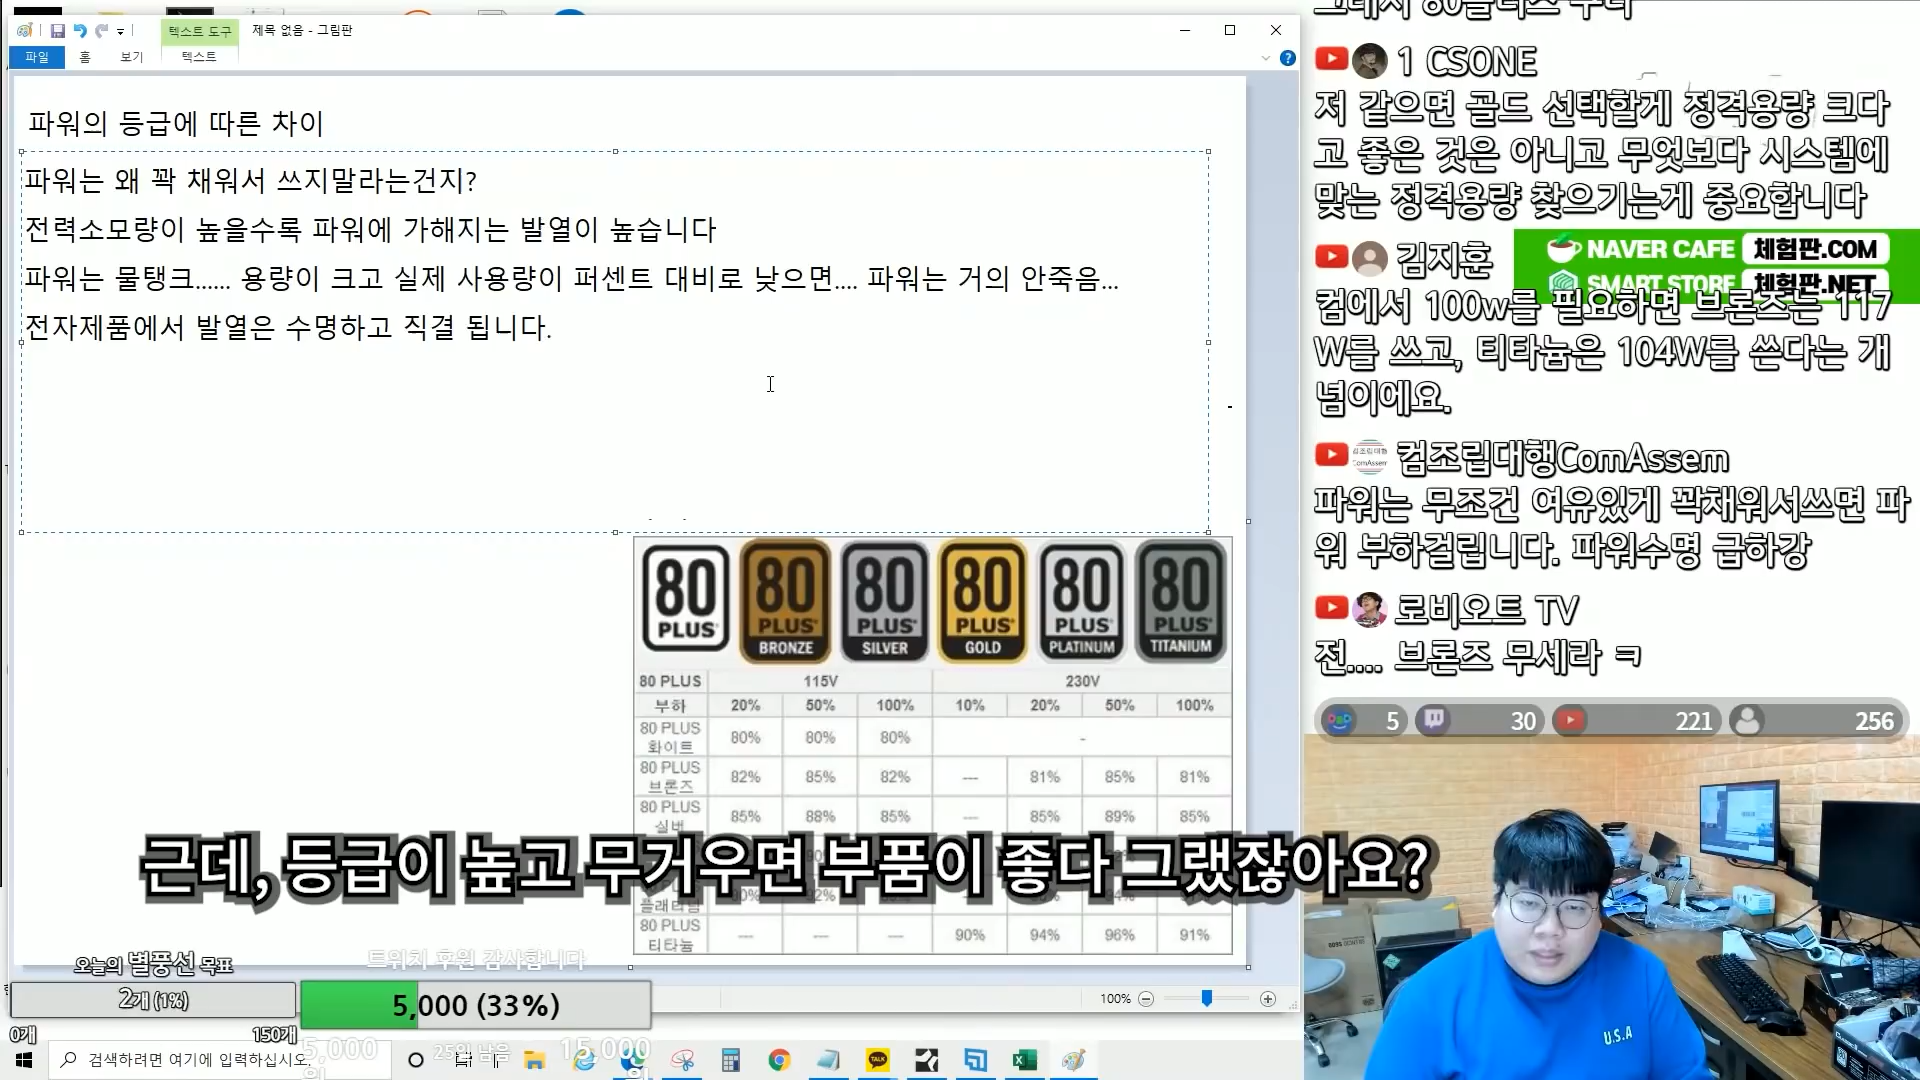 텍스트 도구
제목 없음 - 그림판
파일
홈
보기
텍스트
파워의 등급에 따른 차이
파워는 왜 꽉 채워서 쓰지말라는건지?
전력소모량이 높을수록 파워에 가해지는 발열이 높습니다
파워는 물탱크...... 용량이 크고 실제 사용량이 퍼센트 대비로 낮으면.... 파워는 거의 안죽음...
전자제품에서 발열은 수명하고 직결 됩니다.
80 PLUS
80 PLUS BRONZE
80 PLUS SILVER
80 PLUS GOLD
80 PLUS PLATINUM
80 PLUS TITANIUM
80 PLUS 115V 230V
부하 20% 50% 100% 10% 20% 50% 100%
80 PLUS 화이트 80% 80% 80% -
80 PLUS 브론즈 82% 85% 82% --- 81% 85% 81%
80 PLUS 실버 85% 88% 85% --- 85% 89% 85%
플래티넘
80 PLUS 티타늄 --- --- --- 90% 94% 96% 91%
근데, 등급이 높고 무거우면 부품이 좋다 그랬잖아요?
오늘의 별풍선 목표
2개 (1%)
0개 150개
트위치 후원 감사합니다
5,000 (33%)
5,000원 25일 남음 15,000원
100%
검색하려면 여기에 입력하십시오.
TALK
1 CSONE
저 같으면 골드 선택할게 정격용량 크다
고 좋은 것은 아니고 무엇보다 시스템에
맞는 정격용량 찾으기는게 중요합니다
김지훈
NAVER CAFE 체험판.COM
SMART STORE 체험판.NET
컴에서 100w를 필요하면 브론즈는 117
W를 쓰고, 티타늄은 104W를 쓴다는 개
념이에요.
컴조립대행ComAssem
파워는 무조건 여유있게 꽉채워서쓰면 파
워 부하걸립니다. 파워수명 급하강
로비오트 TV
전.... 브론즈 무세라 ㅋ
5 30 221 256
U.S.A